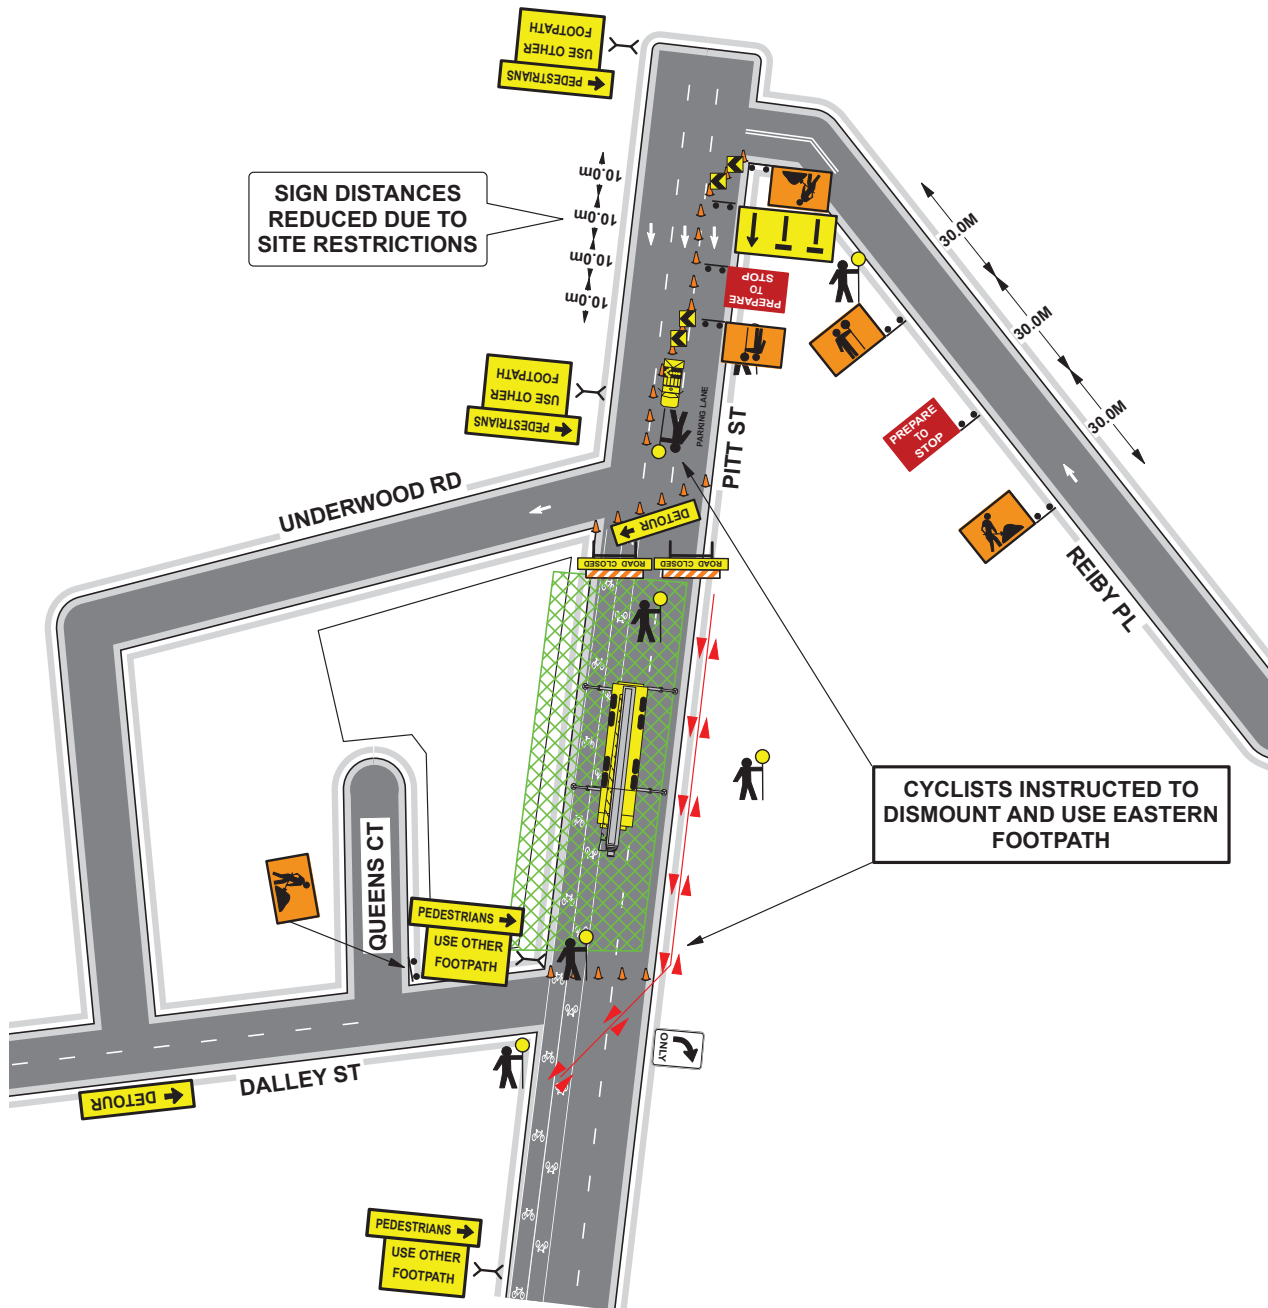 FOOTPATH
USE OTHER
PEDESTRIANS
SIGN DISTANCES
REDUCED DUE TO
SITE RESTRICTIONS
10.0m
10.0m
10.0m
10.0m
30.0M
30.0M
30.0M
PREPARE
TO
STOP
FOOTPATH
USE OTHER
PEDESTRIANS
PARKING LANE
PITT ST
PREPARE
TO
STOP
UNDERWOOD RD
DETOUR
ROAD CLOSED
ROAD CLOSED
REIBY PL
CYCLISTS INSTRUCTED TO
DISMOUNT AND USE EASTERN
FOOTPATH
QUEENS CT
PEDESTRIANS
USE OTHER
FOOTPATH
ONLY
DALLEY ST
DETOUR
PEDESTRIANS
USE OTHER
FOOTPATH